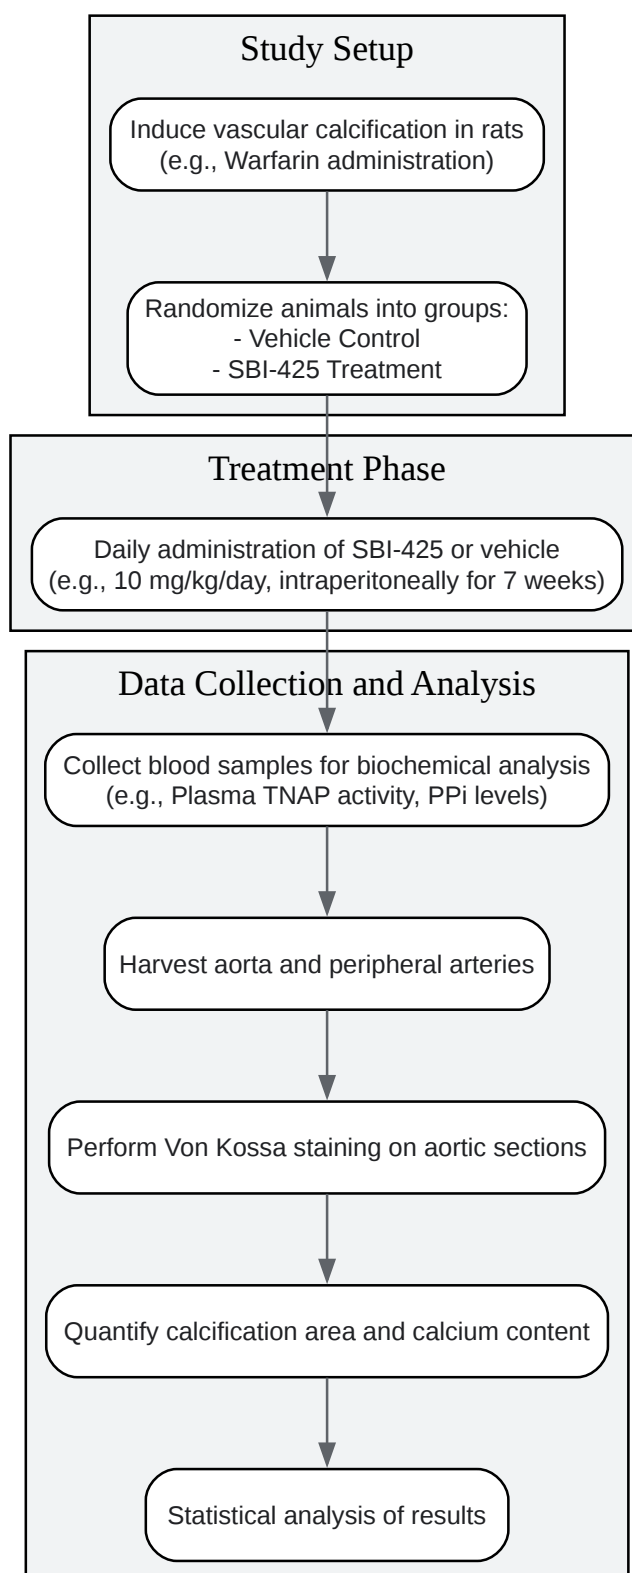 Study Setup
Induce vascular calcification in rats
(e.g., Warfarin administration)
Randomize animals into groups:
- Vehicle Control
- SBI-425 Treatment
Treatment Phase
Daily administration of SBI-425 or vehicle
(e.g., 10 mg/kg/day, intraperitoneally for 7 weeks)
Data Collection and Analysis
Collect blood samples for biochemical analysis
(e.g., Plasma TNAP activity, PPi levels)
Harvest aorta and peripheral arteries
Perform Von Kossa staining on aortic sections
Quantify calcification area and calcium content
Statistical analysis of results